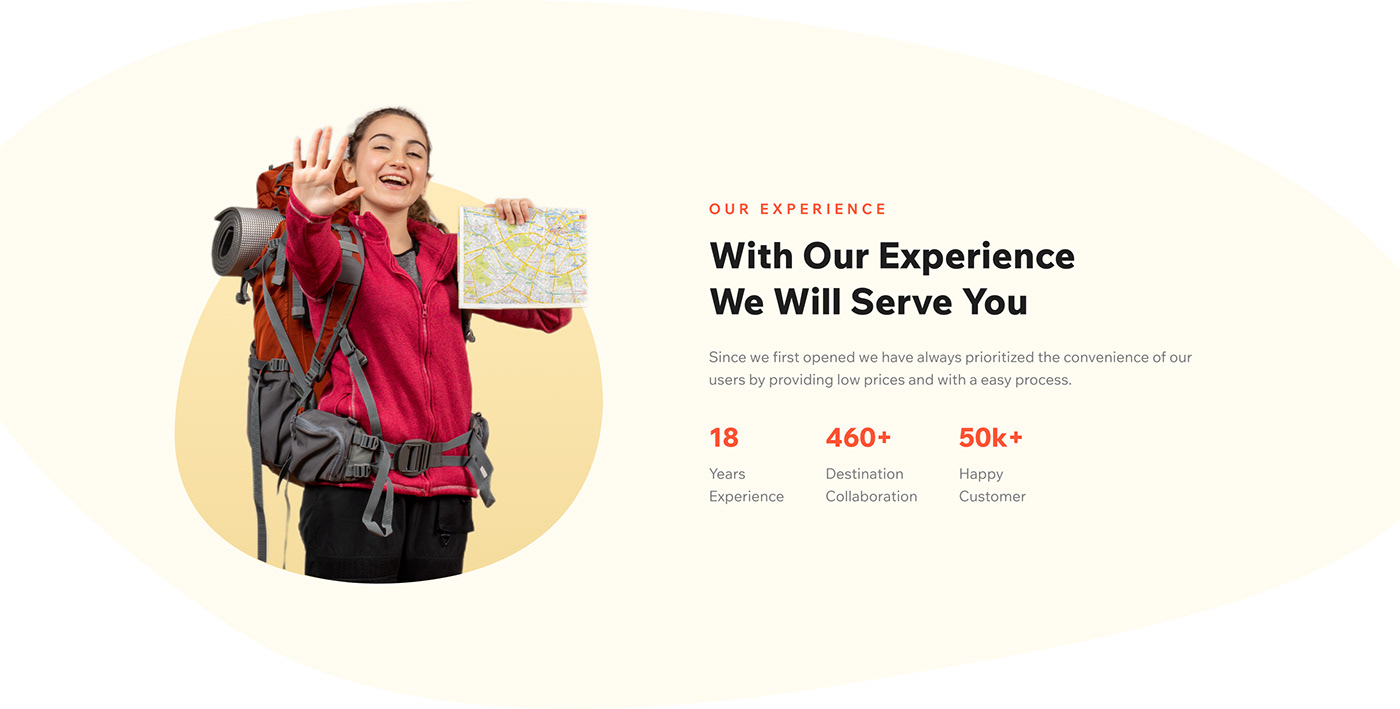 OUR EXPERIENCE
With Our Experience
We Will Serve You
Since we first opened we have always prioritized the convenience of our
users by providing low prices and with a easy process.
18
460+
50k+
Years
Experience
Destination
Collaboration
Happy
Customer